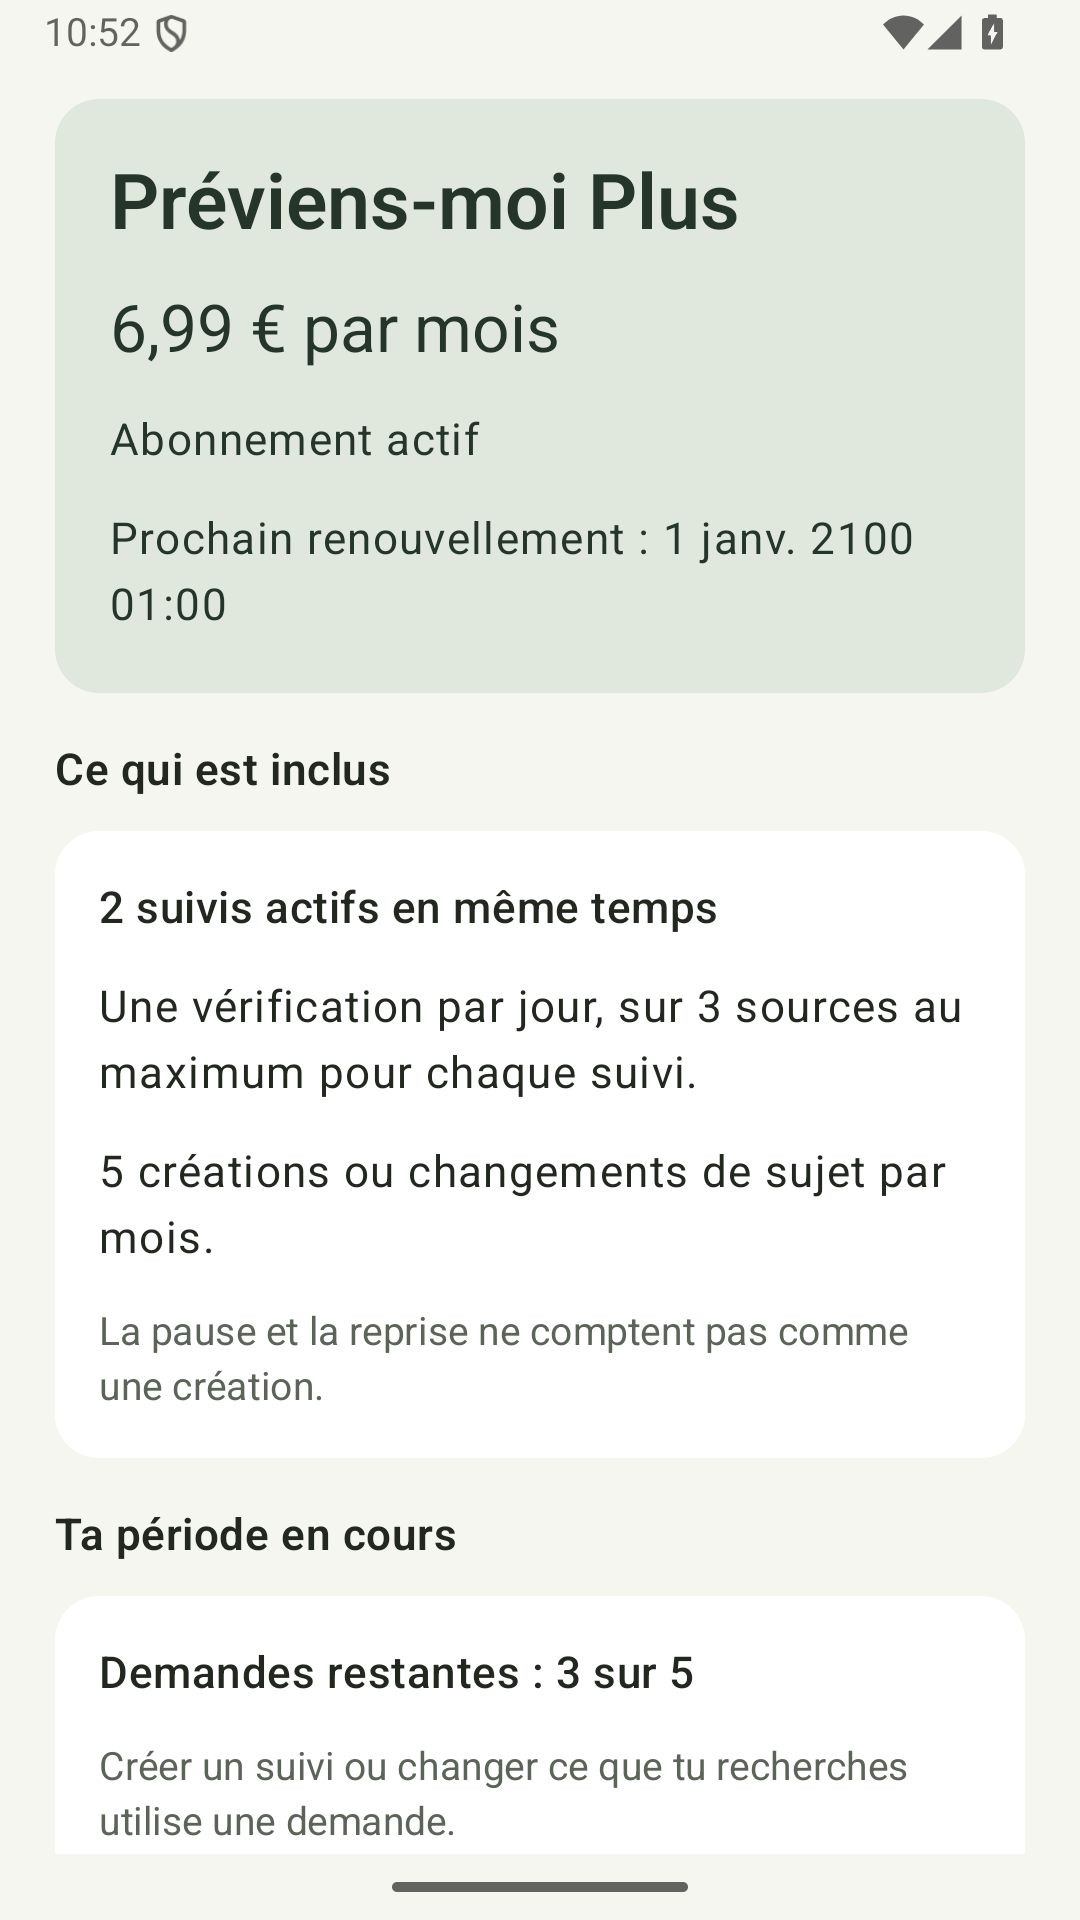 10:52
Préviens-moi Plus
6,99 € par mois
Abonnement actif
Prochain renouvellement : 1 janv. 2100
01:00
Ce qui est inclus
2 suivis actifs en même temps
Une vérification par jour, sur 3 sources au
maximum pour chaque suivi.
5 créations ou changements de sujet par
mois.
La pause et la reprise ne comptent pas comme
une création.
Ta période en cours
Demandes restantes : 3 sur 5
Créer un suivi ou changer ce que tu recherches
utilise une demande.